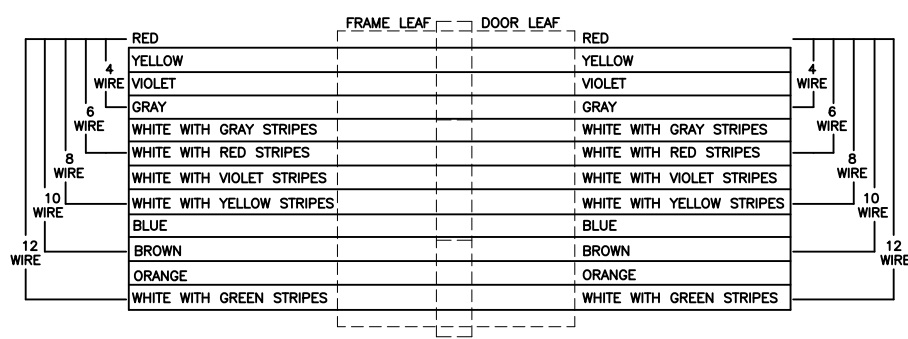 FRAME LEAF DOOR LEAF
RED RED
YELLOW YELLOW
4 WIRE VIOLET VIOLET 4 WIRE
GRAY GRAY
6 WIRE WHITE WITH GRAY STRIPES WHITE WITH GRAY STRIPES 6 WIRE
WHITE WITH RED STRIPES WHITE WITH RED STRIPES
8 WIRE WHITE WITH VIOLET STRIPES WHITE WITH VIOLET STRIPES 8 WIRE
10 WIRE WHITE WITH YELLOW STRIPES WHITE WITH YELLOW STRIPES 10 WIRE
BLUE BLUE
12 WIRE BROWN BROWN 12 WIRE
ORANGE ORANGE
WHITE WITH GREEN STRIPES WHITE WITH GREEN STRIPES